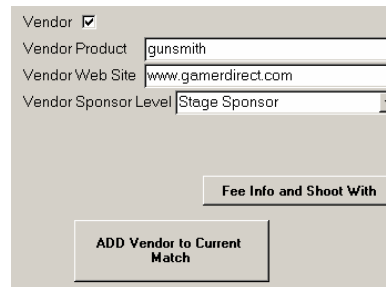 Vendor
Vendor Product gunsmith
Vendor Web Site www.gamerdirect.com
Vendor Sponsor Level Stage Sponsor
Fee Info and Shoot With
ADD Vendor to Current
Match